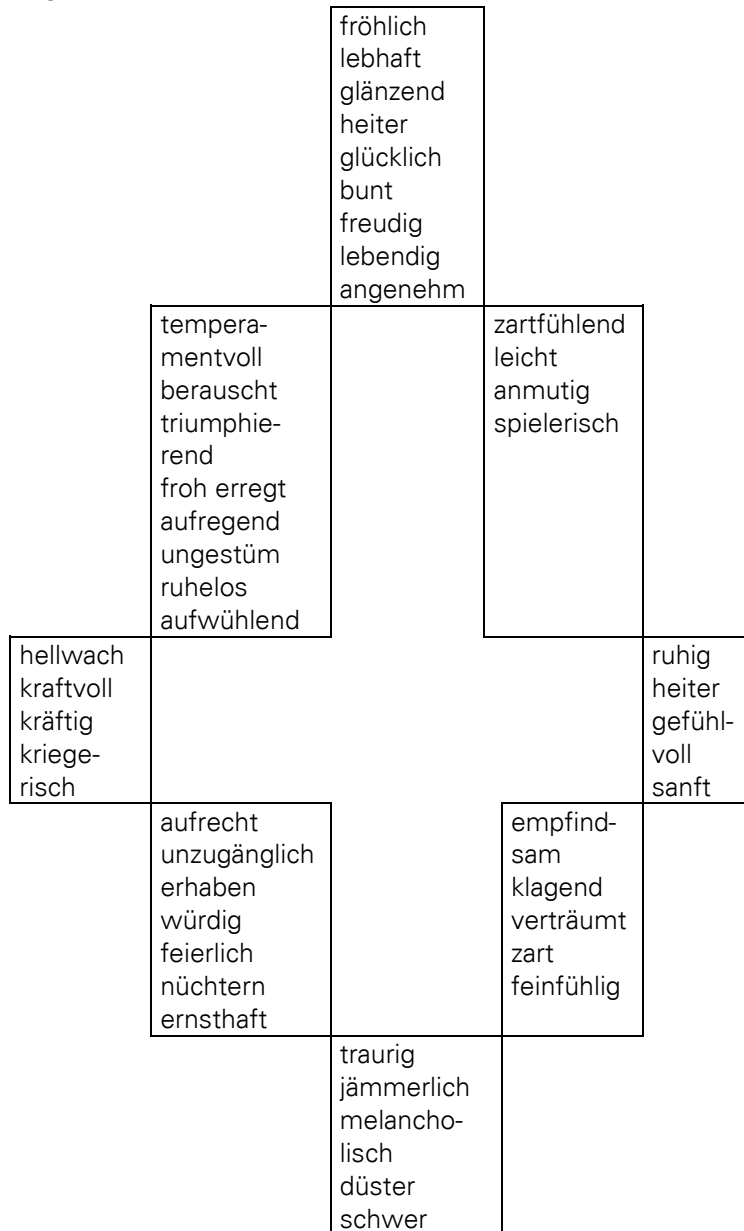 fröhlich
lebhaft
glänzend
heiter
glücklich
bunt
freudig
lebendig
angenehm
tempera-
mentvoll
berauscht
triumphie-
rend
froh erregt
aufregend
ungestüm
ruhelos
aufwühlend
zartfühlend
leicht
anmutig
spielerisch
hellwach
kraftvoll
kräftig
kriege-
risch
ruhig
heiter
gefühl-
voll
sanft
aufrecht
unzugänglich
erhaben
würdig
feierlich
nüchtern
ernsthaft
empfind-
sam
klagend
verträumt
zart
feinfühlig
traurig
jämmerlich
melancho-
lisch
düster
schwer